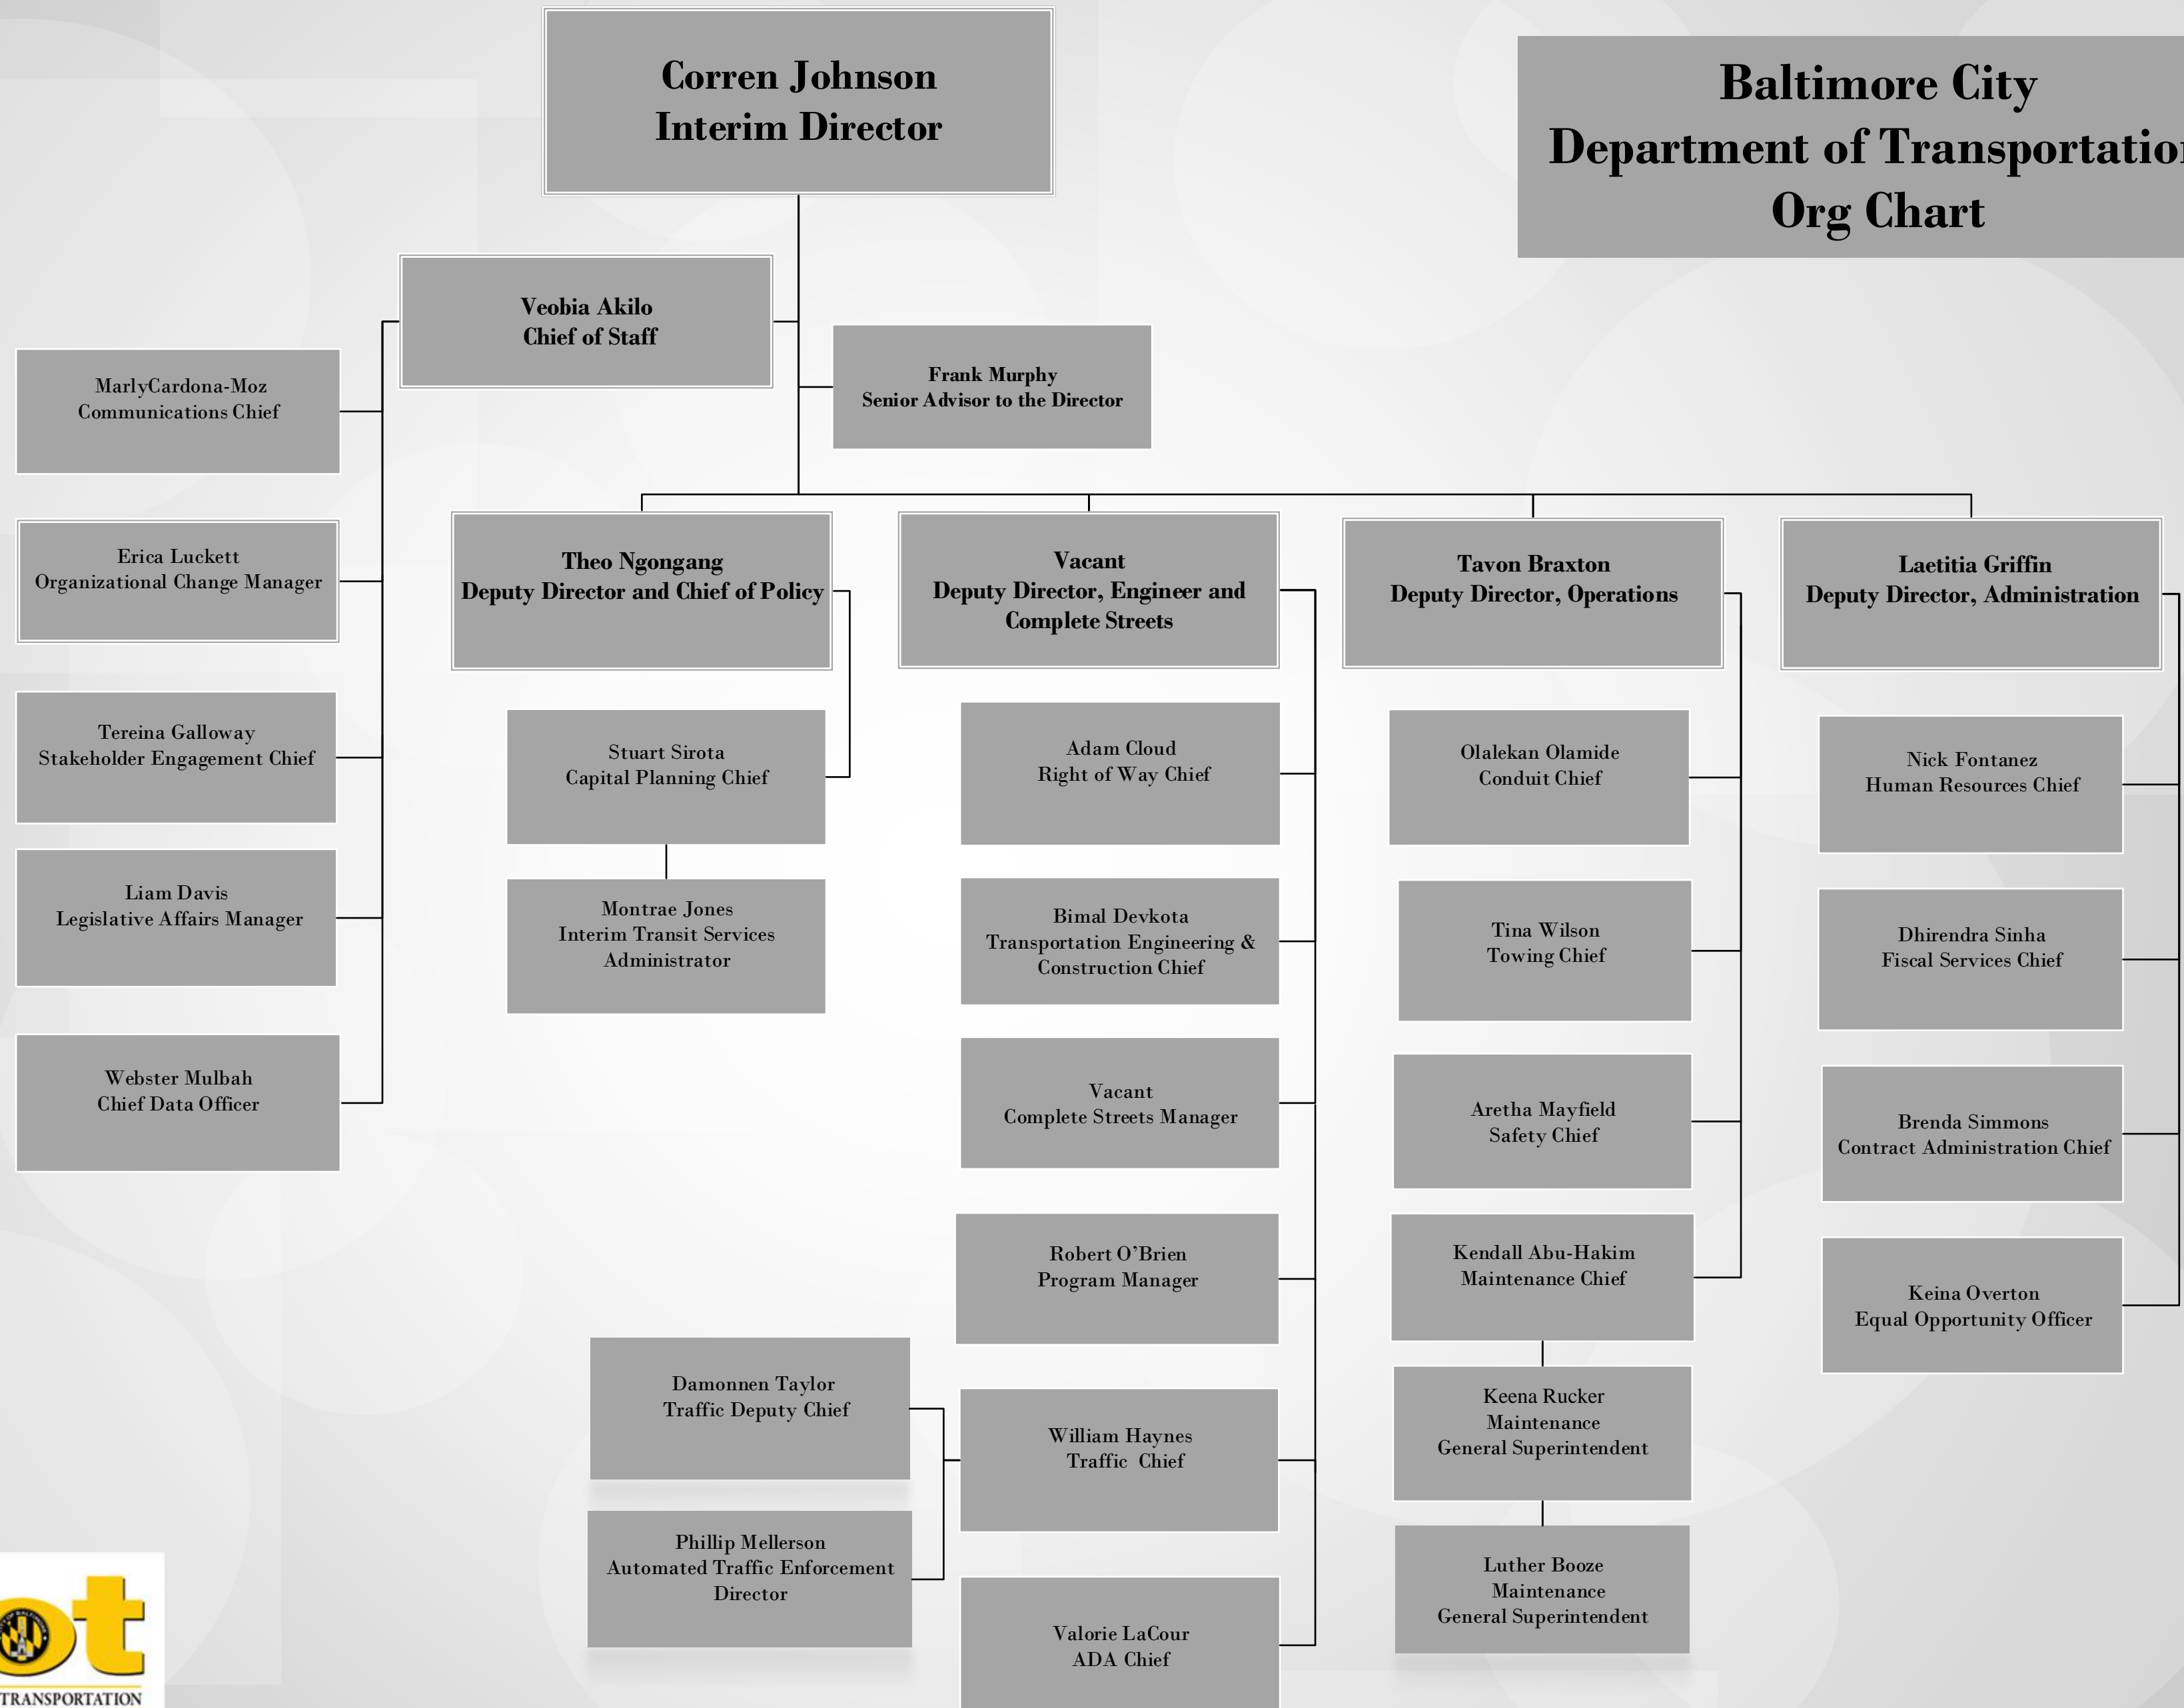 Corren Johnson
Interim Director
Baltimore City
Department of Transportation
Org Chart
Veobia Akilo
Chief of Staff
Frank Murphy
Senior Advisor to the Director
MarlyCardona-Moz
Communications Chief
Erica Luckett
Organizational Change Manager
Tereina Galloway
Stakeholder Engagement Chief
Liam Davis
Legislative Affairs Manager
Webster Mulbah
Chief Data Officer
Theo Ngongang
Deputy Director and Chief of Policy
Stuart Sirota
Capital Planning Chief
Montrae Jones
Interim Transit Services
Administrator
Vacant
Deputy Director, Engineer and
Complete Streets
Adam Cloud
Right of Way Chief
Bimal Devkota
Transportation Engineering &
Construction Chief
Vacant
Complete Streets Manager
Robert O’Brien
Program Manager
William Haynes
Traffic  Chief
Damonnen Taylor
Traffic Deputy Chief
Phillip Mellerson
Automated Traffic Enforcement
Director
Valorie LaCour
ADA Chief
Tavon Braxton
Deputy Director, Operations
Olalekan Olamide
Conduit Chief
Tina Wilson
Towing Chief
Aretha Mayfield
Safety Chief
Kendall Abu-Hakim
Maintenance Chief
Keena Rucker
Maintenance
General Superintendent
Luther Booze
Maintenance
General Superintendent
Laetitia Griffin
Deputy Director, Administration
Nick Fontanez
Human Resources Chief
Dhirendra Sinha
Fiscal Services Chief
Brenda Simmons
Contract Administration Chief
Keina Overton
Equal Opportunity Officer
ot
TRANSPORTATION